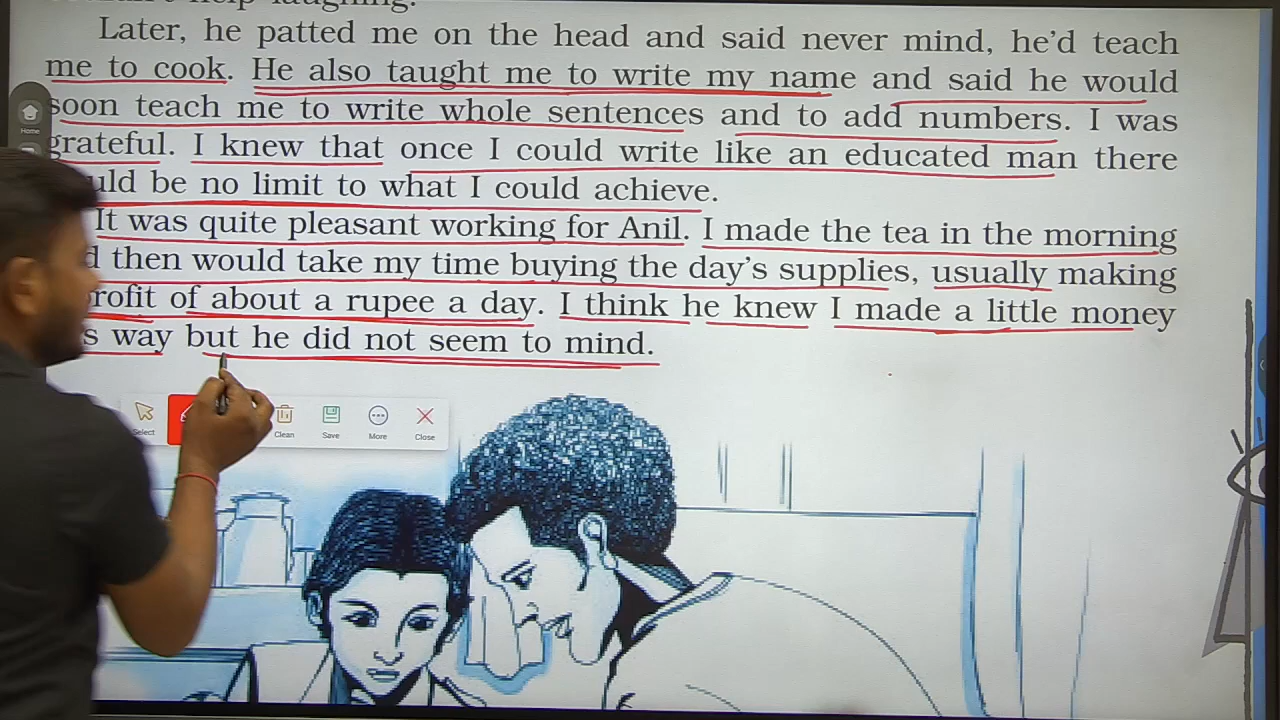 Later, he patted me on the head and said never mind, he'd teach
me to cook. He also taught me to write my name and said he would
soon teach me to write whole sentences and to add numbers. I was
grateful. I knew that once I could write like an educated man there
be no limit to what I could achieve.
It was quite pleasant working for Anil. I made the tea in the morning
then would take my time buying the day's supplies, usually making
of about a rupee a day. I think he knew I made a little money
way but he did not seem to mind.
Home
Select
Clean
Save
More
Close